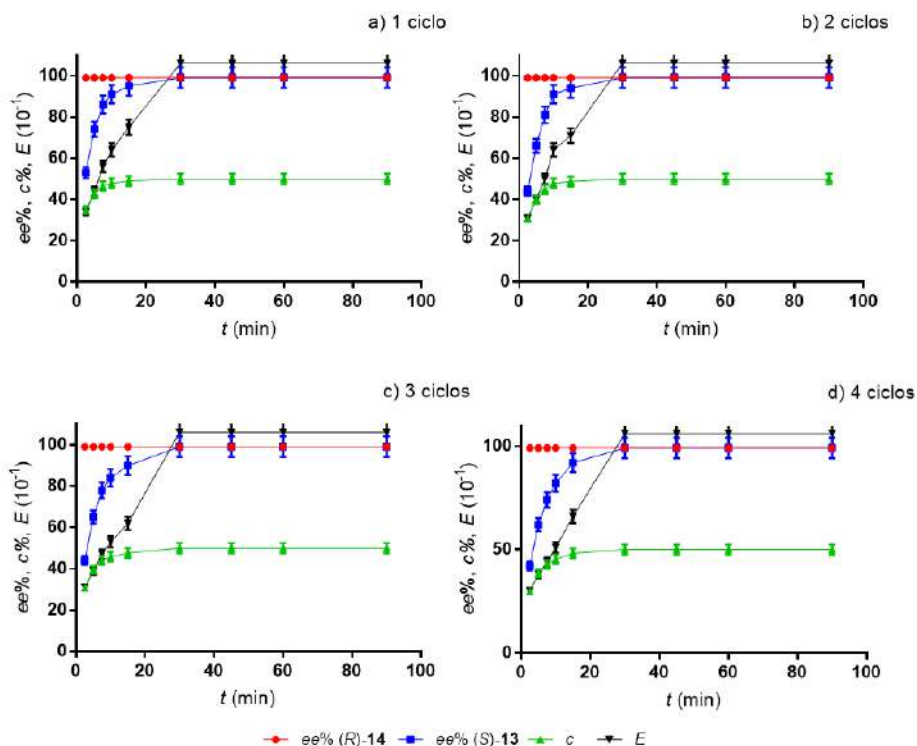 a) 1 ciclo
ee%, c%, E (10⁻¹)
100
80
60
40
20
0
0 20 40 60 80 100
t (min)
b) 2 ciclos
ee%, c%, E (10⁻¹)
100
80
60
40
20
0
0 20 40 60 80 100
t (min)
c) 3 ciclos
ee%, c%, E (10⁻¹)
100
80
60
40
20
0
0 20 40 60 80 100
t (min)
d) 4 ciclos
ee%, c%, E (10⁻¹)
100
50
0
0 20 40 60 80 100
t (min)
ee% (R)-14 ee% (S)-13 c E